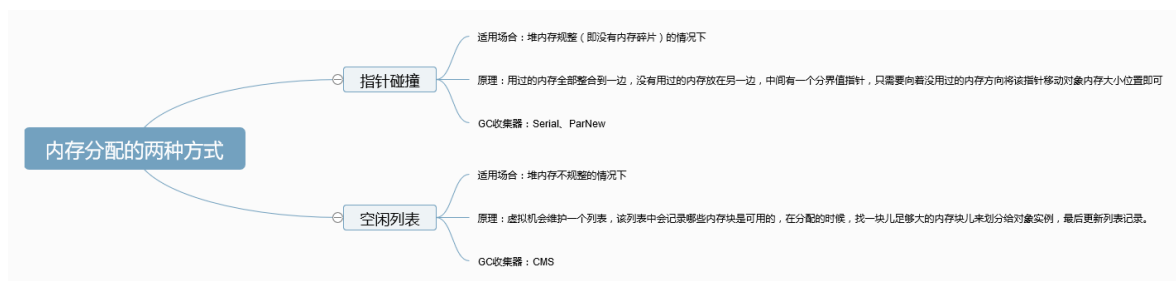 内存分配的两种方式
指针碰撞
适用场合：堆内存规整（即没有内存碎片）的情况下
原理：用过的内存全部整合到一边，没有用过的内存放在另一边，中间有一个分界值指针，只需要向着没用过的内存方向将该指针移动对象内存大小位置即可
GC收集器：Serial、ParNew
空闲列表
适用场合：堆内存不规整的情况下
原理：虚拟机会维护一个列表，该列表中会记录哪些内存块是可用的，在分配的时候，找一块儿足够大的内存块儿来划分给对象实例，最后更新列表记录。
GC收集器：CMS